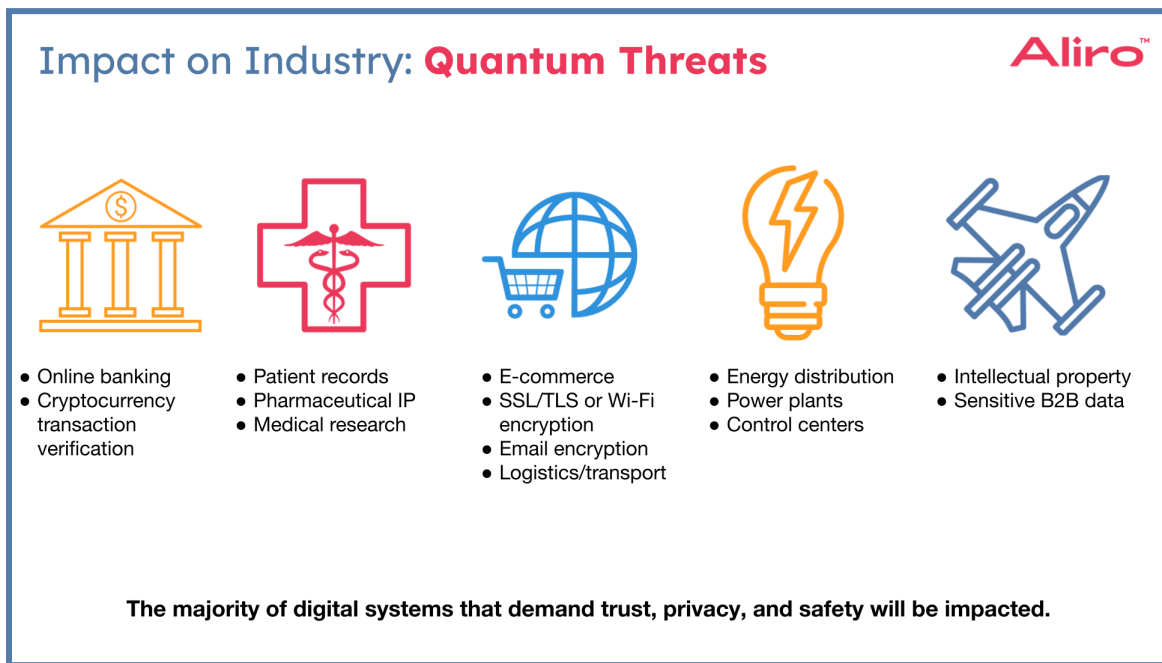 Impact on Industry: Quantum Threats
Aliro™
$
● Online banking
● Cryptocurrency
transaction
verification
● Patient records
● Pharmaceutical IP
● Medical research
● E-commerce
● SSL/TLS or Wi-Fi
encryption
● Email encryption
● Logistics/transport
● Energy distribution
● Power plants
● Control centers
● Intellectual property
● Sensitive B2B data
The majority of digital systems that demand trust, privacy, and safety will be impacted.